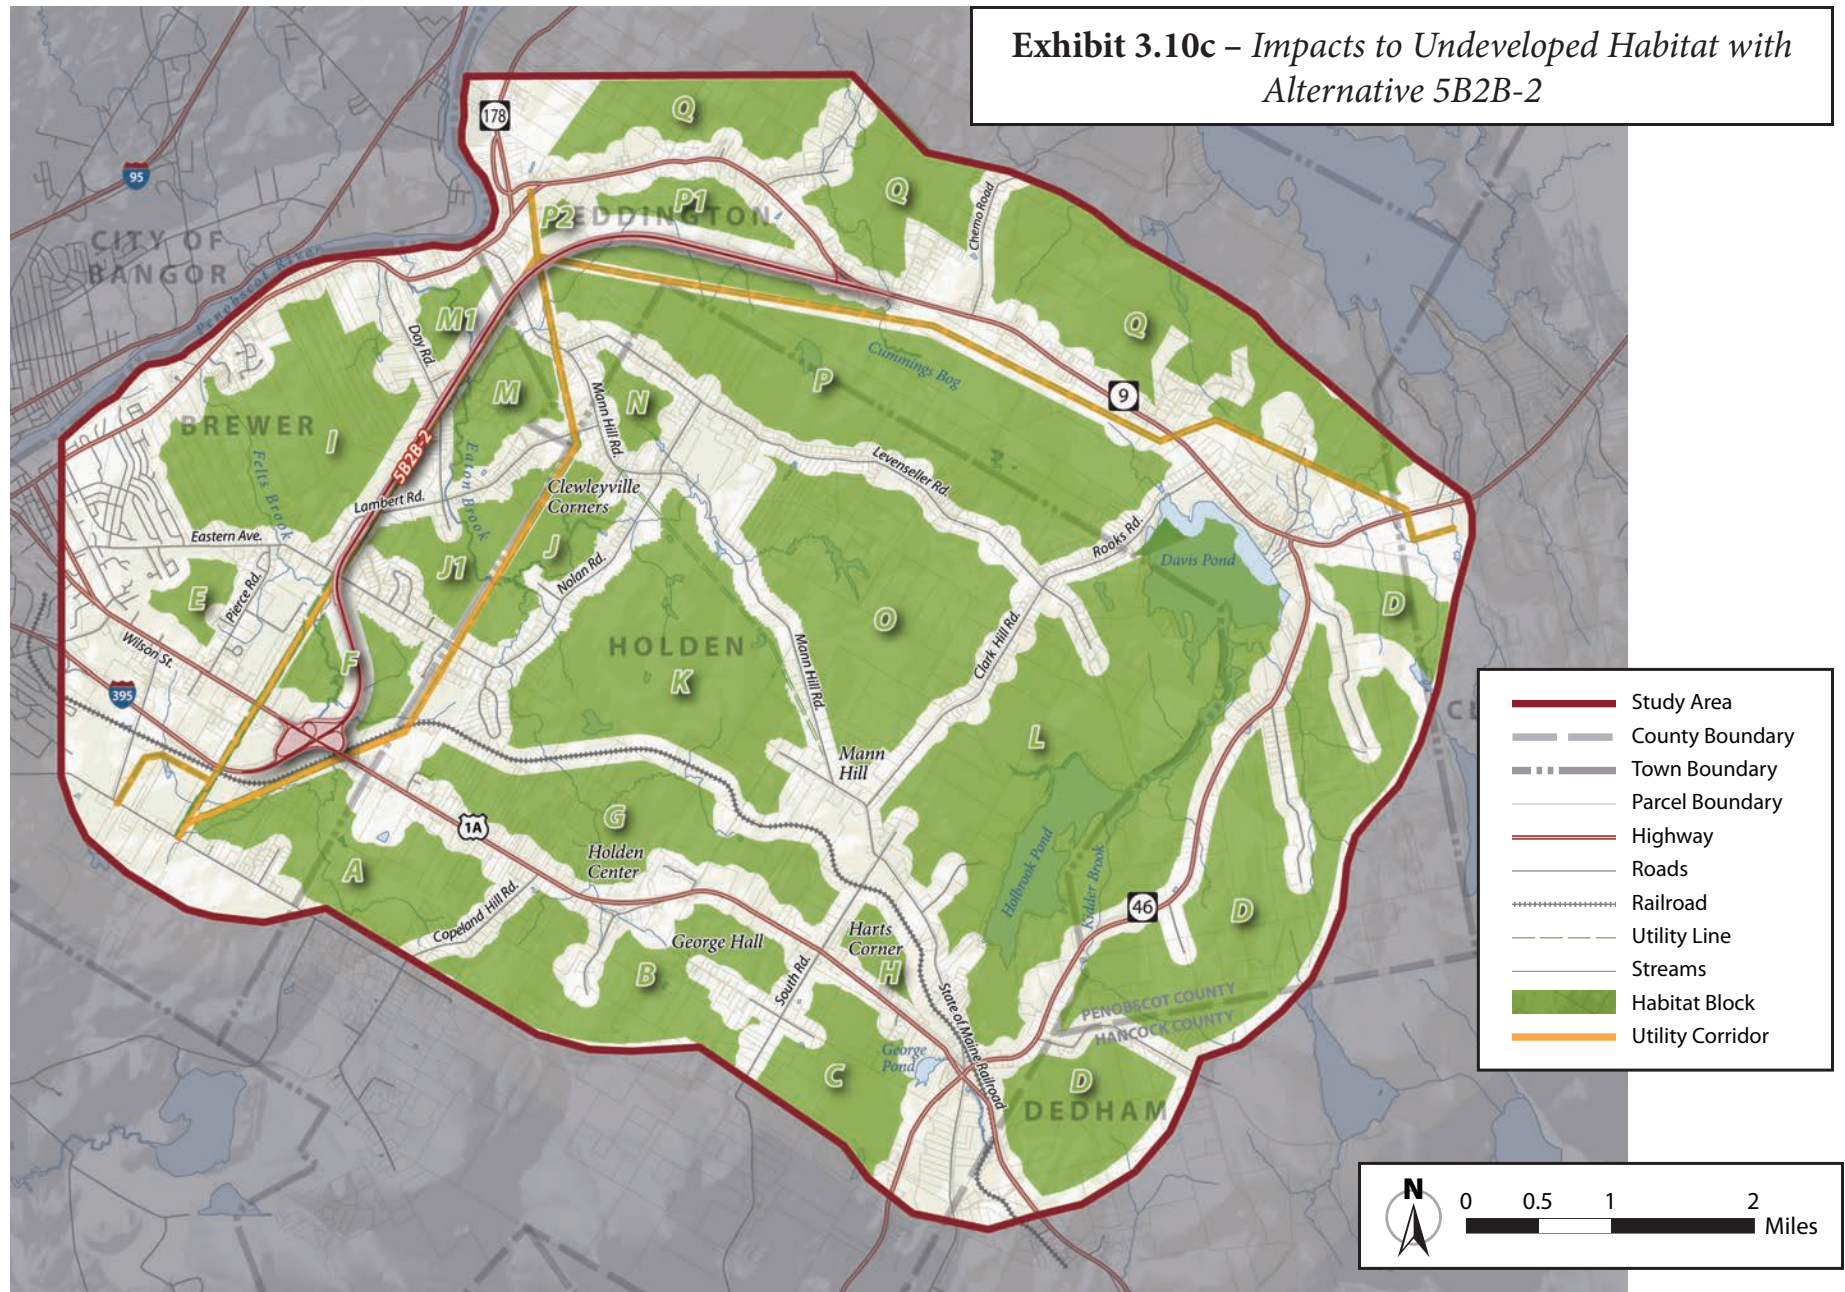 Exhibit 3.10c – Impacts to Undeveloped Habitat with
Alternative 5B2B-2
178
Q
95
Q
Chemo Road
P1
P2
EDDINGTON
CITY OF
BANGOR
Penobscot River
M1
Day Rd.
Q
Cummings Bog
P
9
M
Mann Hill Rd.
N
BREWER
I
5B2B-2
Felts Brook
Eaton Brook
Levenseller Rd.
Clewleyville
Corners
Lambert Rd.
Eastern Ave.
Rooks Rd.
J
Nolan Rd.
J1
Davis Pond
E
Pierce Rd.
D
O
Clark Hill Rd.
HOLDEN
K
Mann Hill Rd.
Wilson St.
F
395
L
Mann
Hill
CL
G
1A
Holden
Center
A
Holbrook Pond
Kidder Brook
46
D
Copeland Hill Rd.
George Hall
Harts
Corner
H
B
South Rd.
State of Maine Railroad
PENOBSCOT COUNTY
HANCOCK COUNTY
George
Pond
C
D
DEDHAM
Study Area
County Boundary
Town Boundary
Parcel Boundary
Highway
Roads
Railroad
Utility Line
Streams
Habitat Block
Utility Corridor
N
0 0.5 1 2
Miles